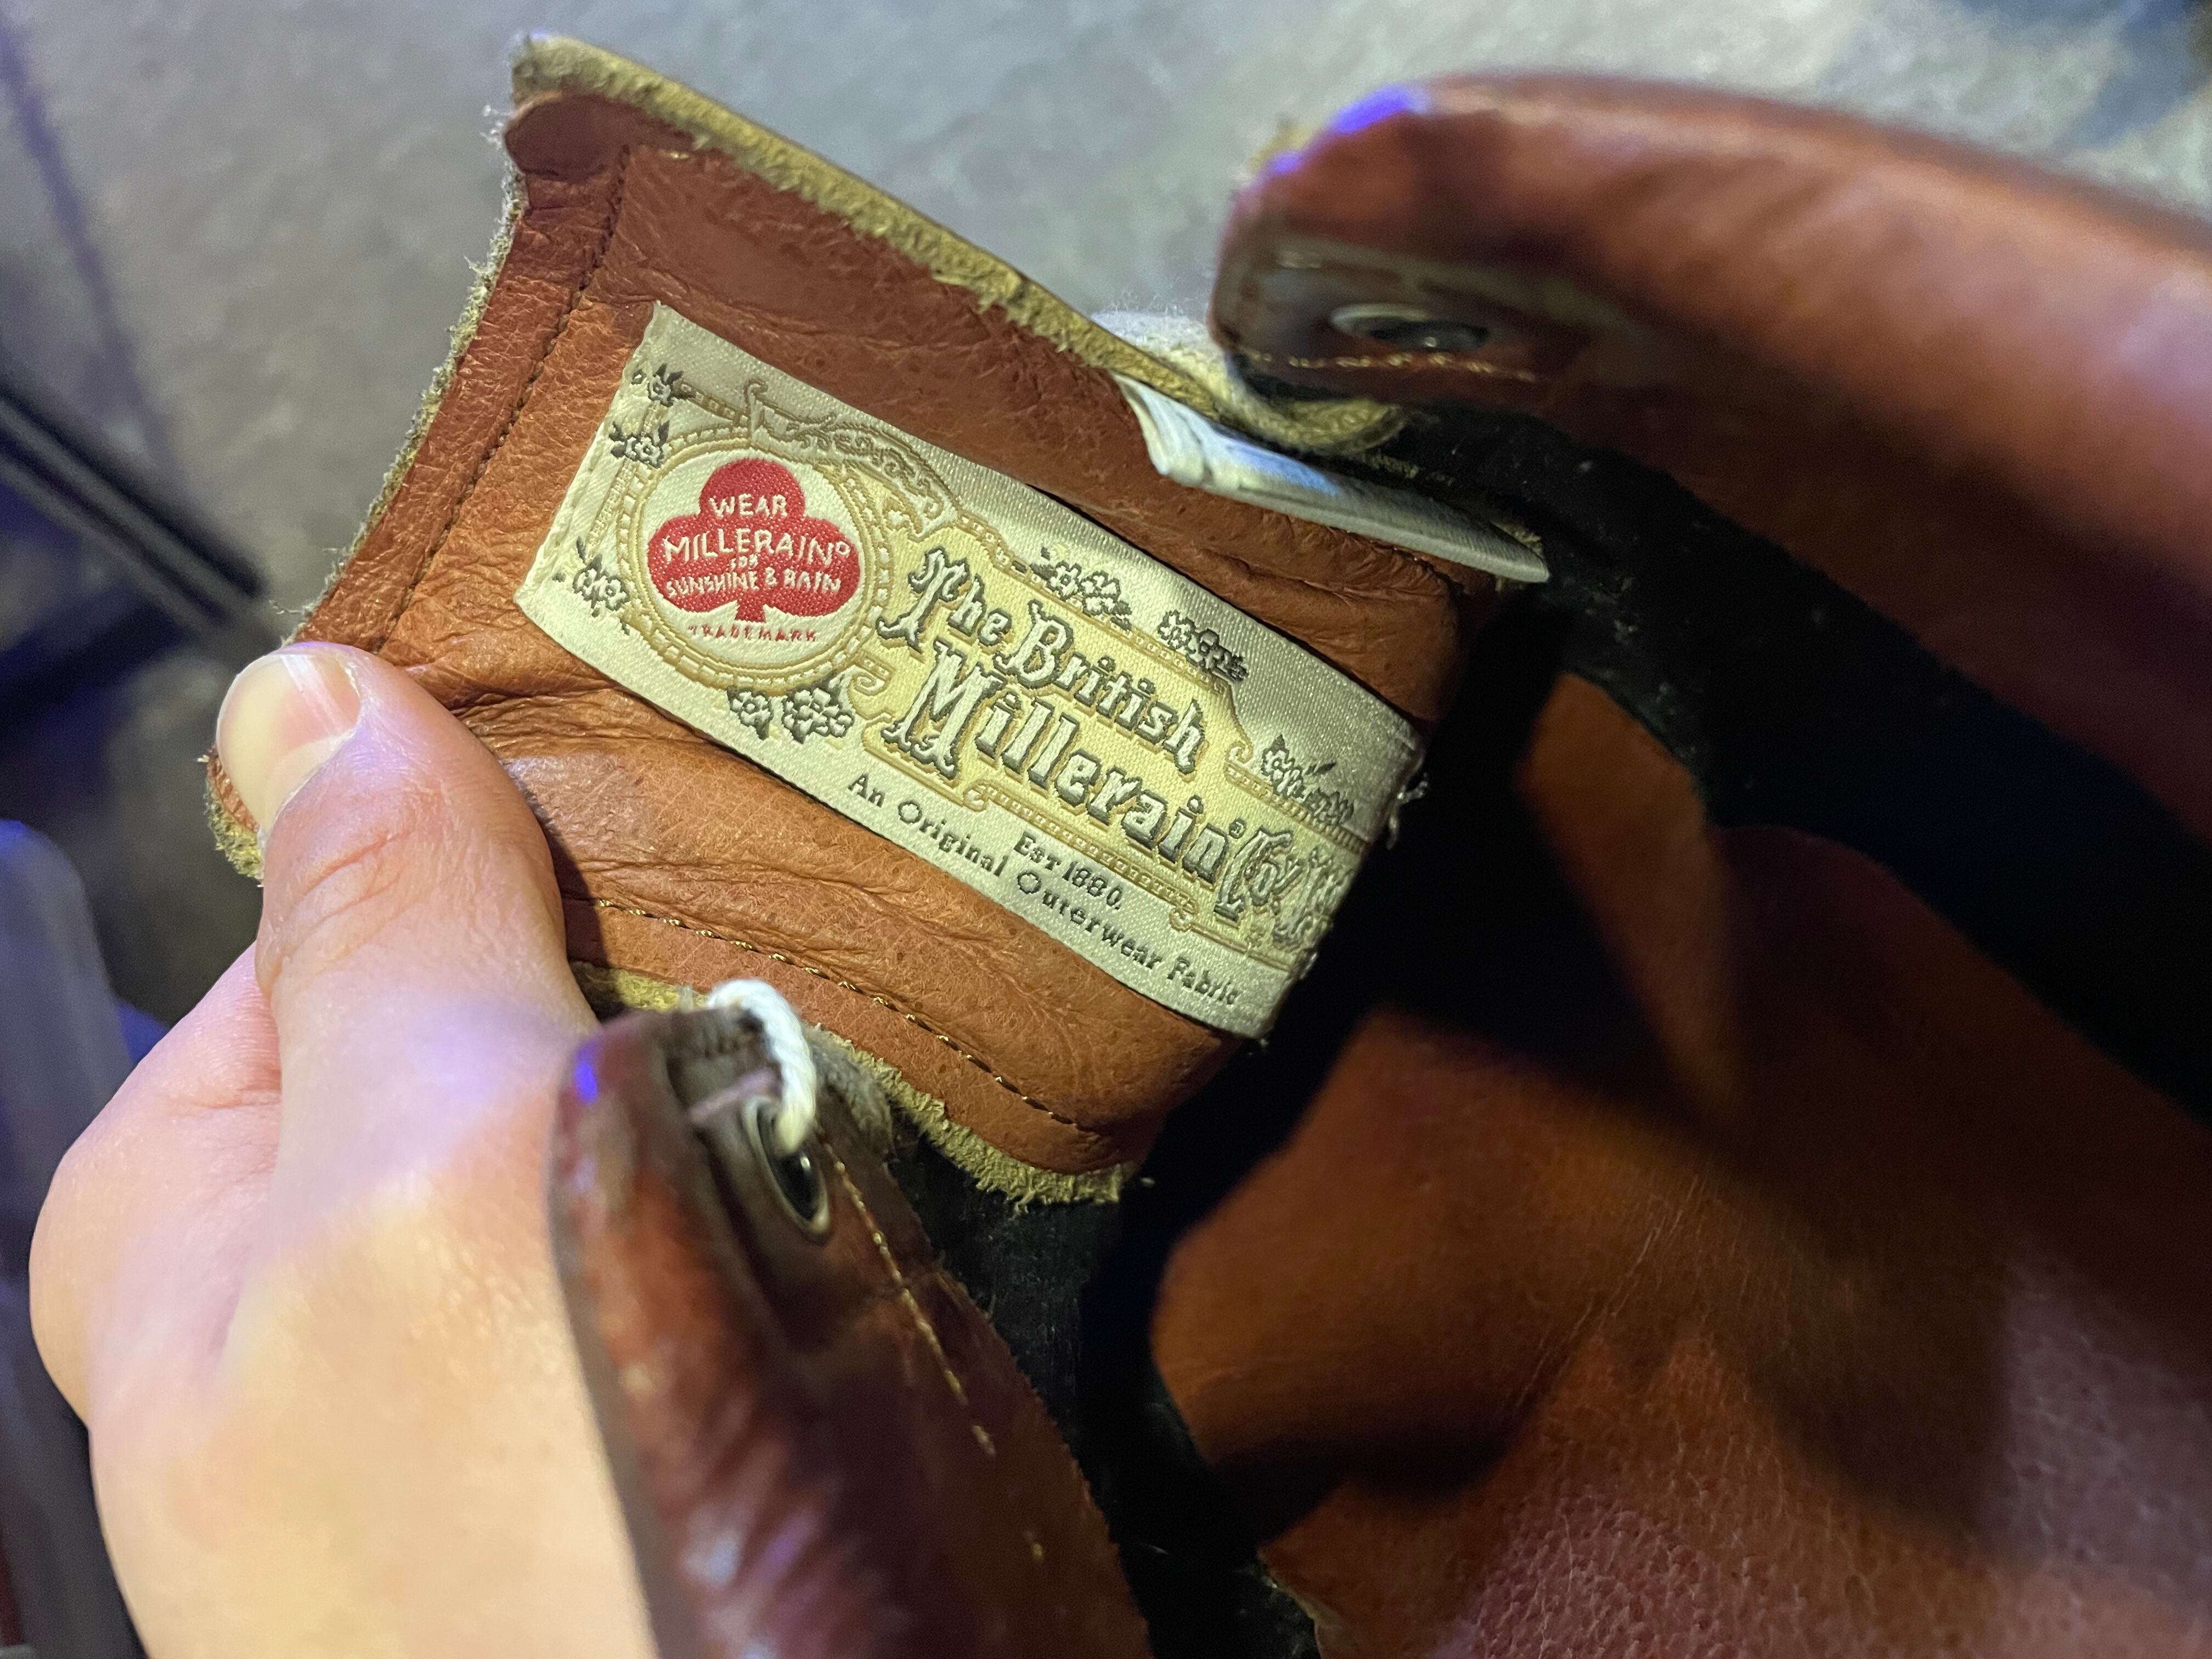 WEAR
MILLERAIN®
FOR
SUNSHINE & RAIN
TRADEMARK
The British
Millerain®
Est 1880.
An Original Outerwear Fabric